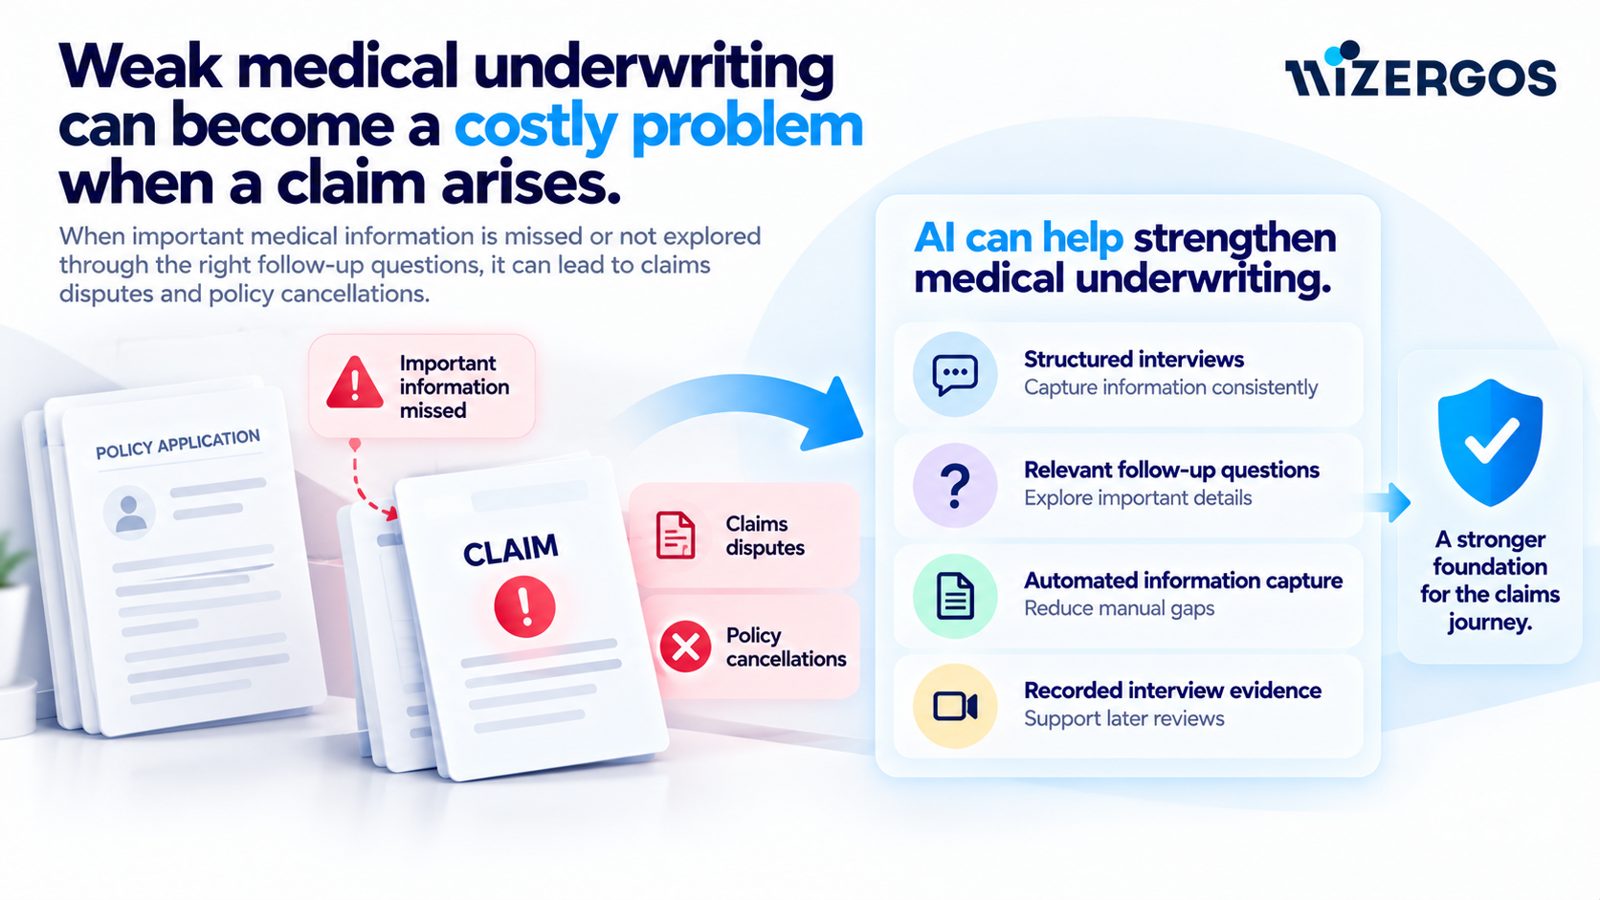 Weak medical underwriting
can become a costly problem
when a claim arises.
When important medical information is missed or not explored
through the right follow-up questions, it can lead to claims
disputes and policy cancellations.
WIZERGOS
Important
information
missed
POLICY APPLICATION
CLAIM
Claims
disputes
Policy
cancellations
AI can help strengthen
medical underwriting.
Structured interviews
Capture information consistently
Relevant follow-up questions
Explore important details
Automated information capture
Reduce manual gaps
Recorded interview evidence
Support later reviews
A stronger
foundation
for the claims
journey.